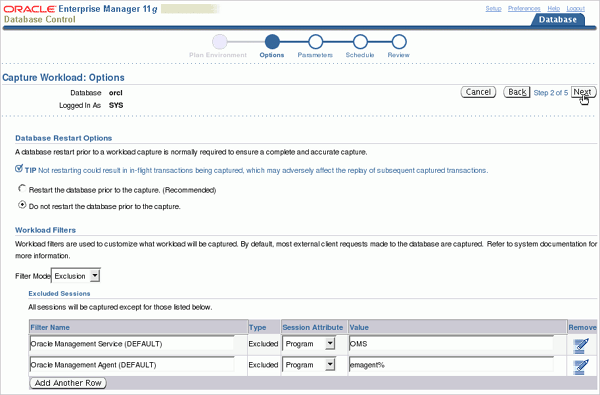 ORACLE Enterprise Manager 11g
Database Control
Setup Preferences Help Logout
Database
Plan Environment Options Parameters Schedule Review
Capture Workload: Options
Database orcl
Logged In As SYS
Cancel Back Step 2 of 5 Next
Database Restart Options
A database restart prior to a workload capture is normally required to ensure a complete and accurate capture.
TIP Not restarting could result in in-flight transactions being captured, which may adversely affect the replay of subsequent captured transactions.
Restart the database prior to the capture. (Recommended)
Do not restart the database prior to the capture.
Workload Filters
Workload filters are used to customize what workload will be captured. By default, most external client requests made to the database are captured. Refer to system documentation for
more information.
Filter Mode Exclusion
Excluded Sessions
All sessions will be captured except for those listed below.
Filter Name Type Session Attribute Value Remove
Oracle Management Service (DEFAULT) Excluded Program OMS
Oracle Management Agent (DEFAULT) Excluded Program emagent%
Add Another Row